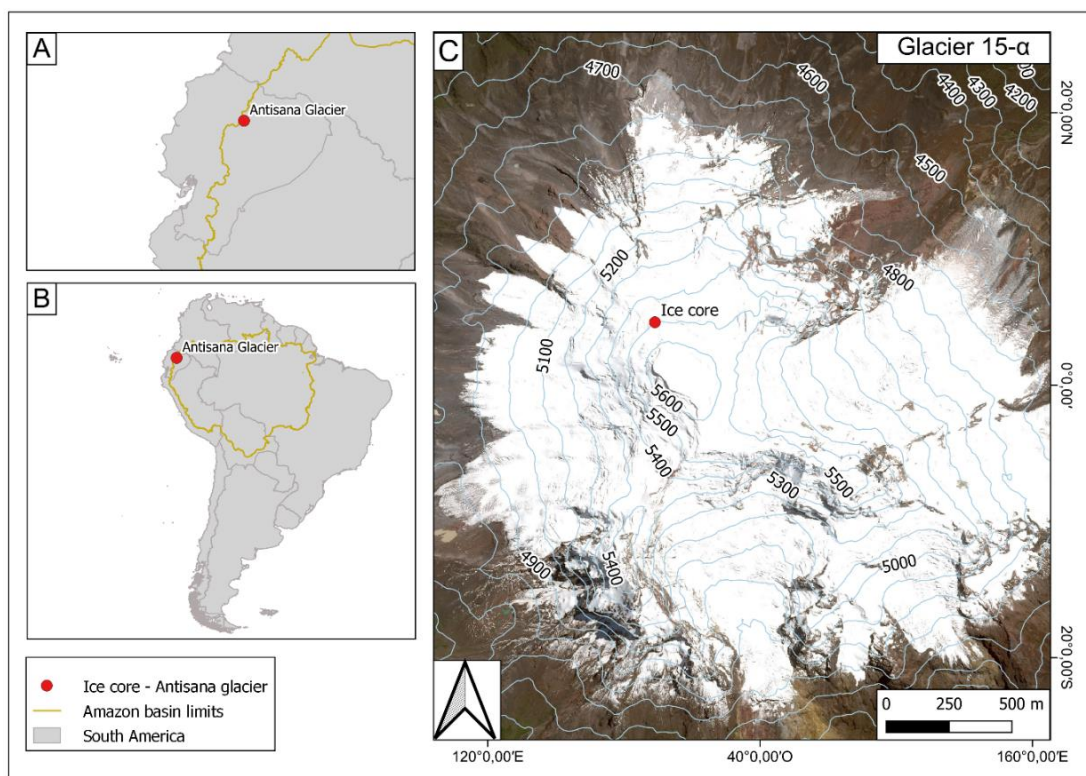 A
Antisana Glacier
B
Antisana Glacier
Ice core - Antisana glacier
Amazon basin limits
South America
C
Glacier 15-α
4700
4600
4400
4300
4200
4500
5200
4800
Ice core
5100
5600
5500
5400
5300
5500
4900
5400
5000
0 250 500 m
20°0,00'N
0°0,00'
20°0,00'S
120°0,00'E
40°0,00'O
160°0,00'E